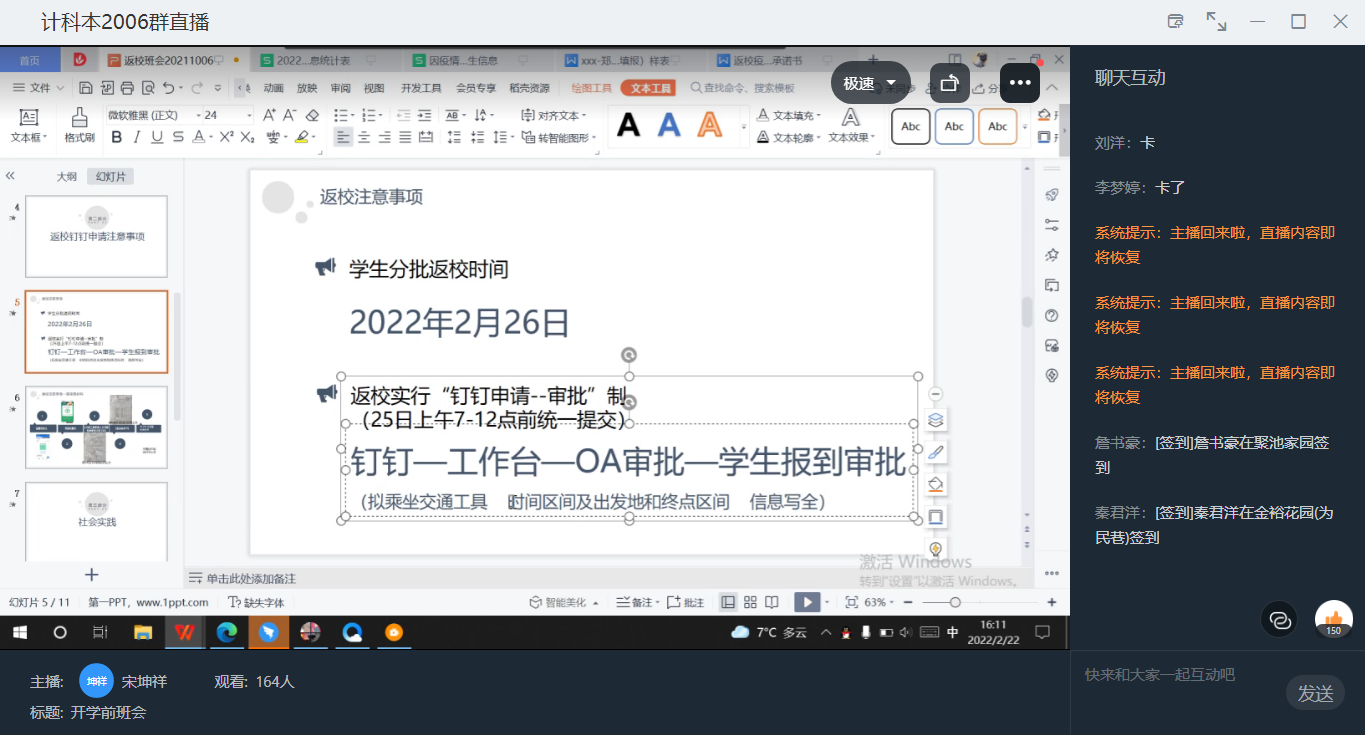 计科本2006群直播
首页
返校班会20211006
2022...息统计表
因疫情...生信息
xxx-郑...填报）样表
返校疫...承诺书
文件
动画
放映
审阅
视图
开发工具
会员专享
稻壳资源
绘图工具
文本工具
查找命令、搜索模板
极速
文本框
格式刷
微软雅黑 (正文)
24
对齐文本
转智能图形
文本填充
文本轮廓
文本效果
Abc
Abc
Abc
大纲
幻灯片
4
返校钉钉申请注意事项
5
6
7
社会实践
返校注意事项
学生分批返校时间
2022年2月26日
返校实行“钉钉申请--审批”制
（25日上午7-12点前统一提交）
钉钉—工作台—OA审批—学生报到审批
（拟乘坐交通工具 时间区间及出发地和终点区间 信息写全）
激活 Windows
转到“设置”以激活 Windows。
单击此处添加备注
幻灯片 5 / 11
第一PPT，www.1ppt.com
缺失字体
智能美化
备注
批注
63%
7°C 多云
中
16:11
2022/2/22
主播:
坤祥
宋坤祥
观看: 164人
标题: 开学前班会
聊天互动
刘洋: 卡
李梦婷: 卡了
系统提示: 主播回来啦，直播内容即
将恢复
系统提示: 主播回来啦，直播内容即
将恢复
系统提示: 主播回来啦，直播内容即
将恢复
詹书豪: [签到]詹书豪在聚池家园签
到
秦君洋: [签到]秦君洋在金裕花园(为
民巷)签到
150
快来和大家一起互动吧
发送